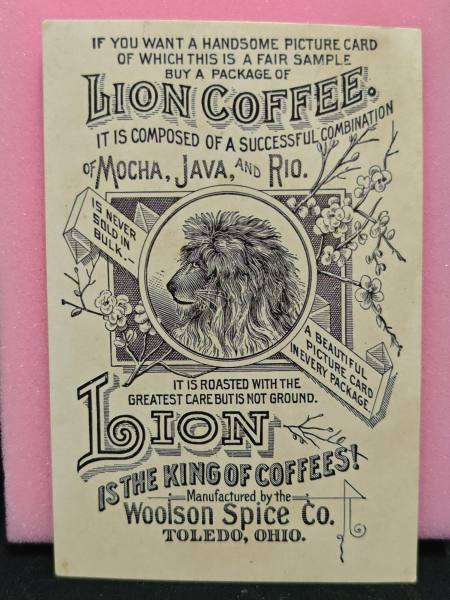 IF YOU WANT A HANDSOME PICTURE CARD
OF WHICH THIS IS A FAIR SAMPLE
BUY A PACKAGE OF
LION COFFEE.
IT IS COMPOSED OF A SUCCESSFUL COMBINATION
OF MOCHA, JAVA, AND RIO.
IS NEVER
SOLD IN
BULK.-
A BEAUTIFUL
PICTURE CARD
IN EVERY PACKAGE
IT IS ROASTED WITH THE
GREATEST CARE BUT IS NOT GROUND.
LION
IS THE KING OF COFFEES!
Manufactured by the
WOOLSON SPICE CO.
TOLEDO, OHIO.